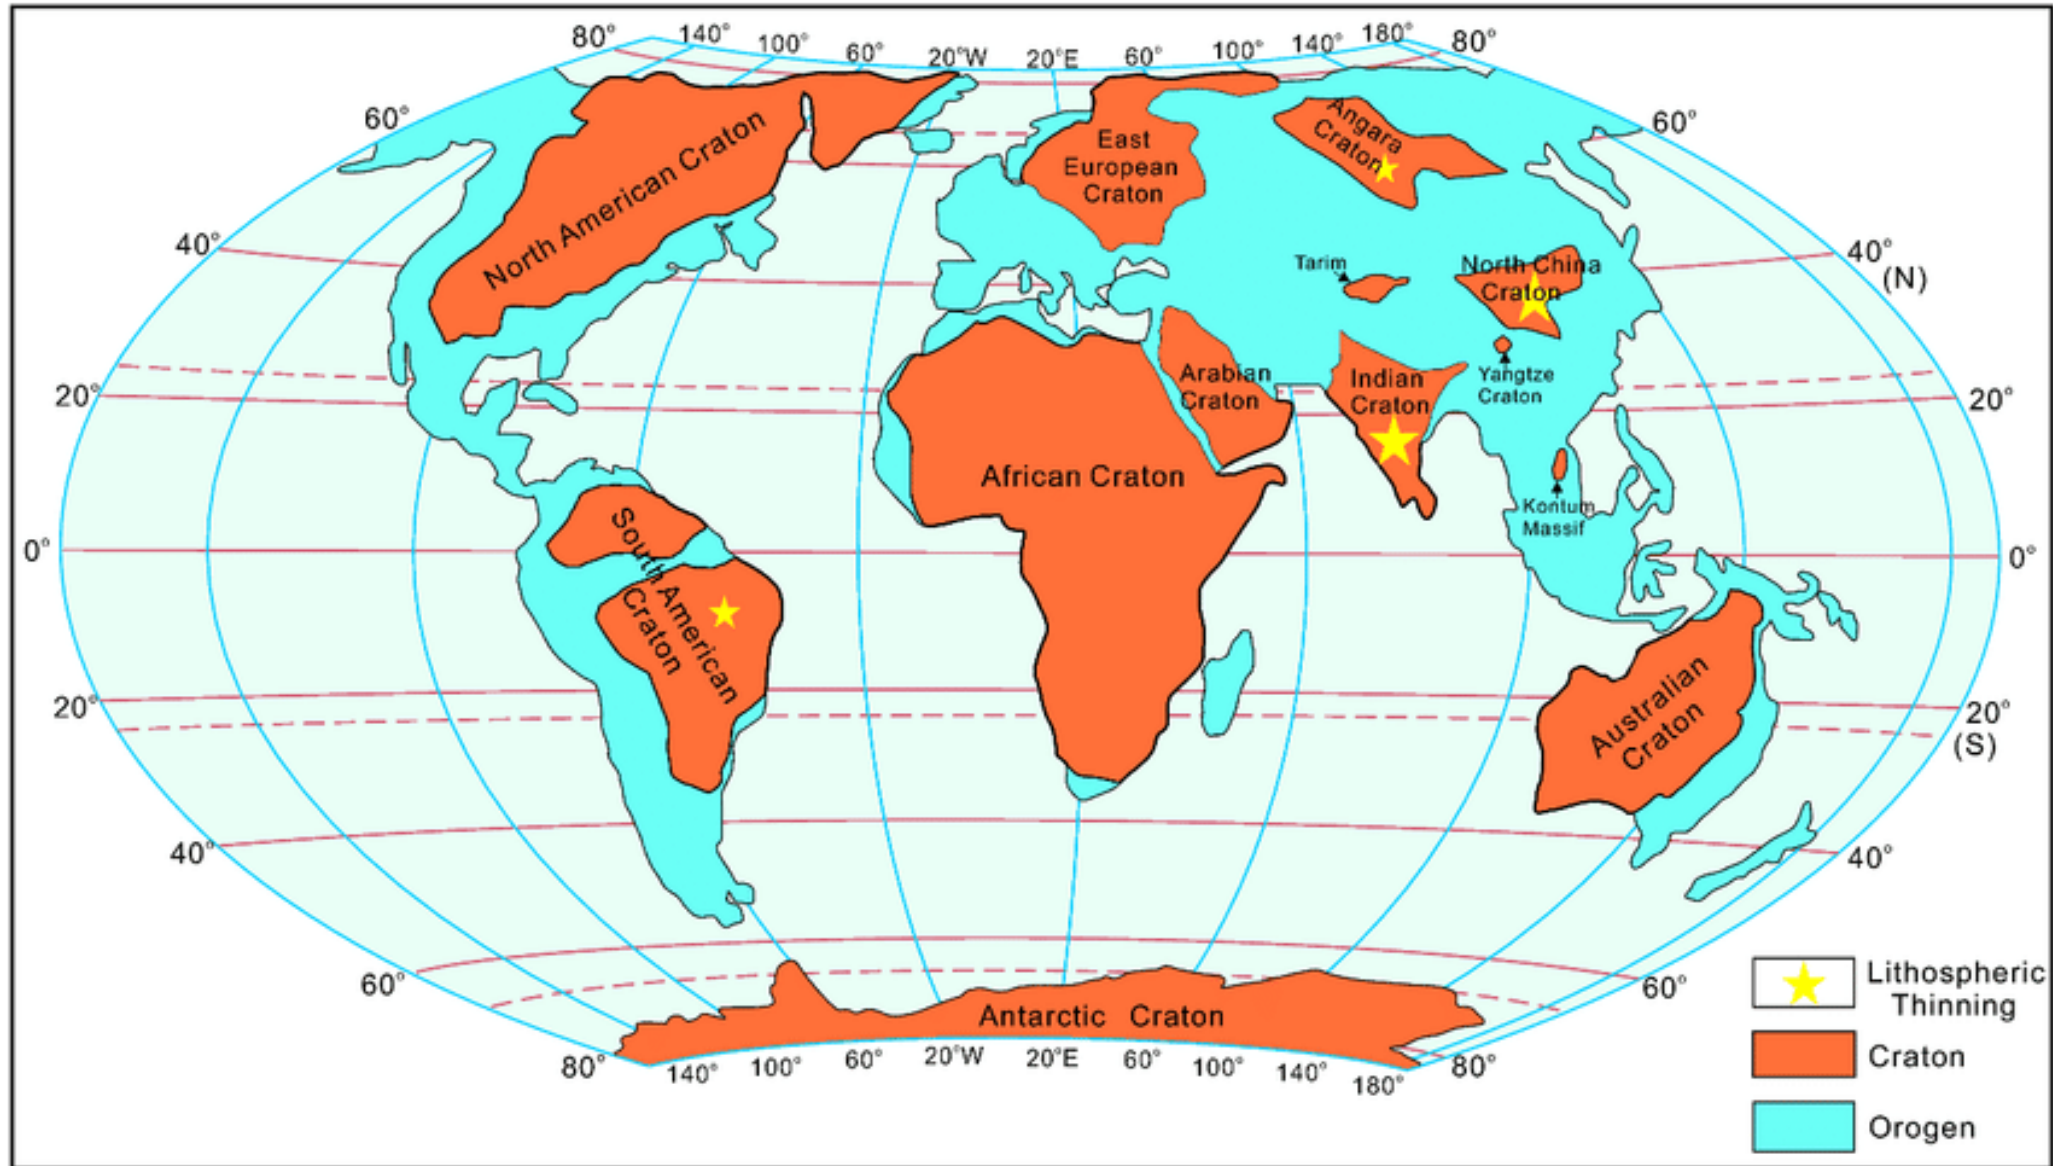 80°
140°
100°
60°
20°W
20°E
60°
100°
140°
180°
80°
60°
60°
40°
40°
(N)
20°
20°
0°
0°
20°
20°
(S)
40°
40°
60°
60°
80°
140°
100°
60°
20°W
20°E
60°
100°
140°
180°
80°
North American Craton
East
European
Craton
Angara
Craton
Tarim
North China
Craton
Yangtze
Craton
Arabian
Craton
Indian
Craton
African Craton
Kontum
Massif
South American
Craton
Australian
Craton
Antarctic Craton
Lithospheric
Thinning
Craton
Orogen